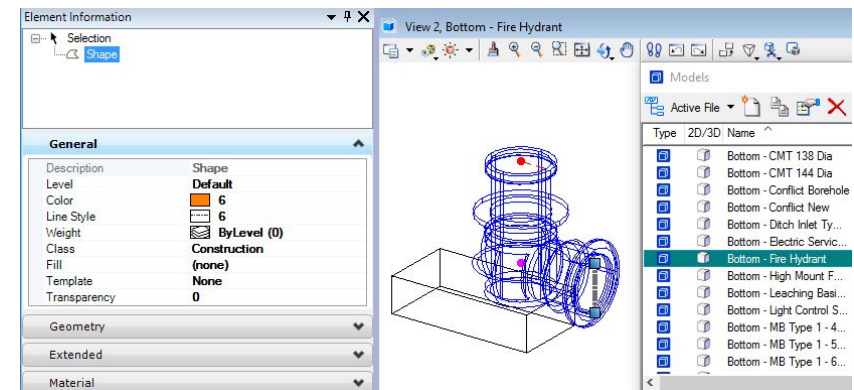 Element Information
Selection
Shape
General
Description Shape
Level Default
Color 6
Line Style 6
Weight ByLevel (0)
Class Construction
Fill (none)
Template None
Transparency 0
Geometry
Extended
Material
View 2, Bottom - Fire Hydrant
Models
Active File
Type 2D/3D Name
Bottom - CMT 138 Dia
Bottom - CMT 144 Dia
Bottom - Conflict Borehole
Bottom - Conflict New
Bottom - Ditch Inlet Ty...
Bottom - Electric Servic...
Bottom - Fire Hydrant
Bottom - High Mount F...
Bottom - Leaching Basi...
Bottom - Light Control S...
Bottom - MB Type 1 - 4...
Bottom - MB Type 1 - 5...
Bottom - MB Type 1 - 6...